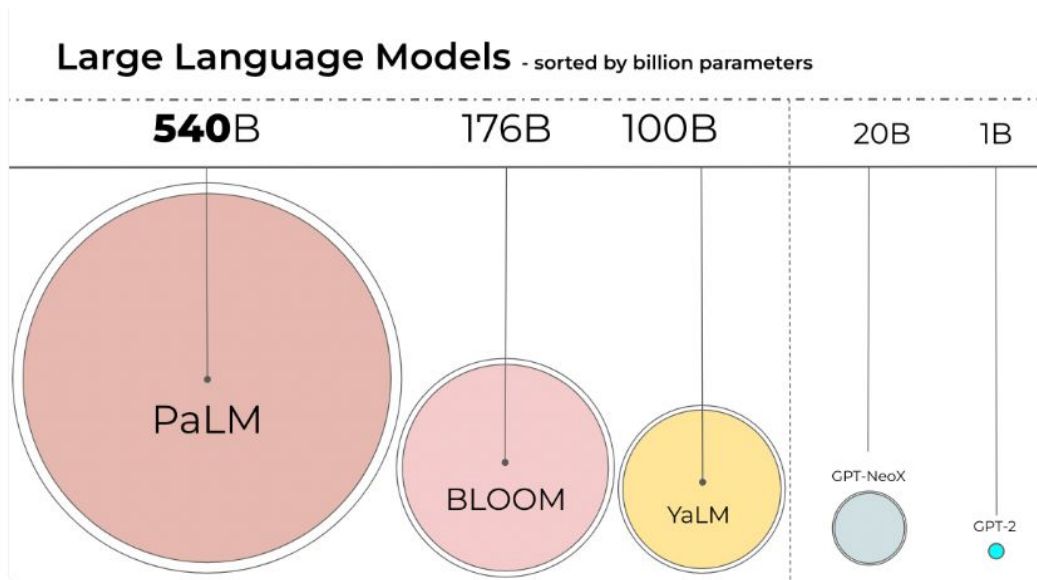 Large Language Models - sorted by billion parameters
540B 176B 100B 20B 1B
PaLM
BLOOM
YaLM
GPT-NeoX
GPT-2